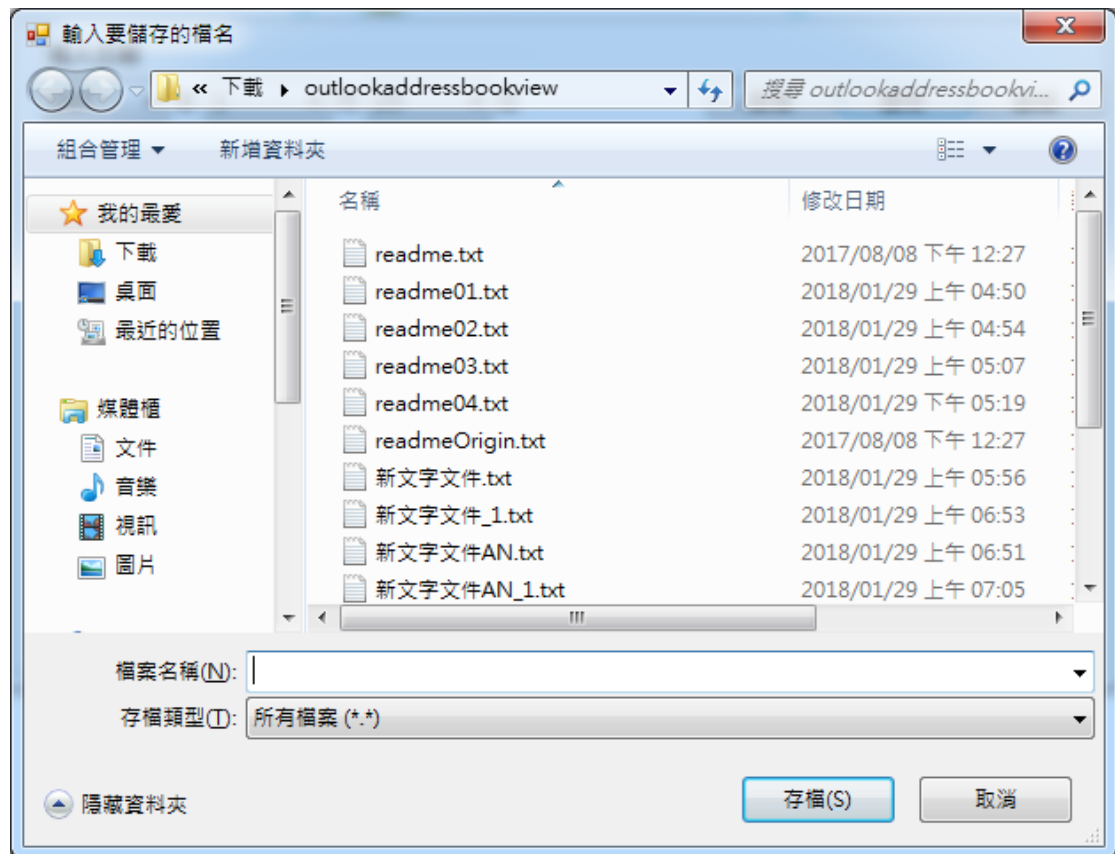 輸入要儲存的檔名
« 下載 ▸ outlookaddressbookview
搜尋 outlookaddressbookvi...
組合管理 ▼ 新增資料夾
我的最愛
下載
桌面
最近的位置
媒體櫃
文件
音樂
視訊
圖片
名稱 修改日期
readme.txt 2017/08/08 下午 12:27
readme01.txt 2018/01/29 上午 04:50
readme02.txt 2018/01/29 上午 04:54
readme03.txt 2018/01/29 上午 05:07
readme04.txt 2018/01/29 下午 05:19
readmeOrigin.txt 2017/08/08 下午 12:27
新文字文件.txt 2018/01/29 上午 05:56
新文字文件_1.txt 2018/01/29 上午 06:53
新文字文件AN.txt 2018/01/29 上午 06:51
新文字文件AN_1.txt 2018/01/29 上午 07:05
檔案名稱(N):
存檔類型(T): 所有檔案 (*.*)
隱藏資料夾
存檔(S) 取消